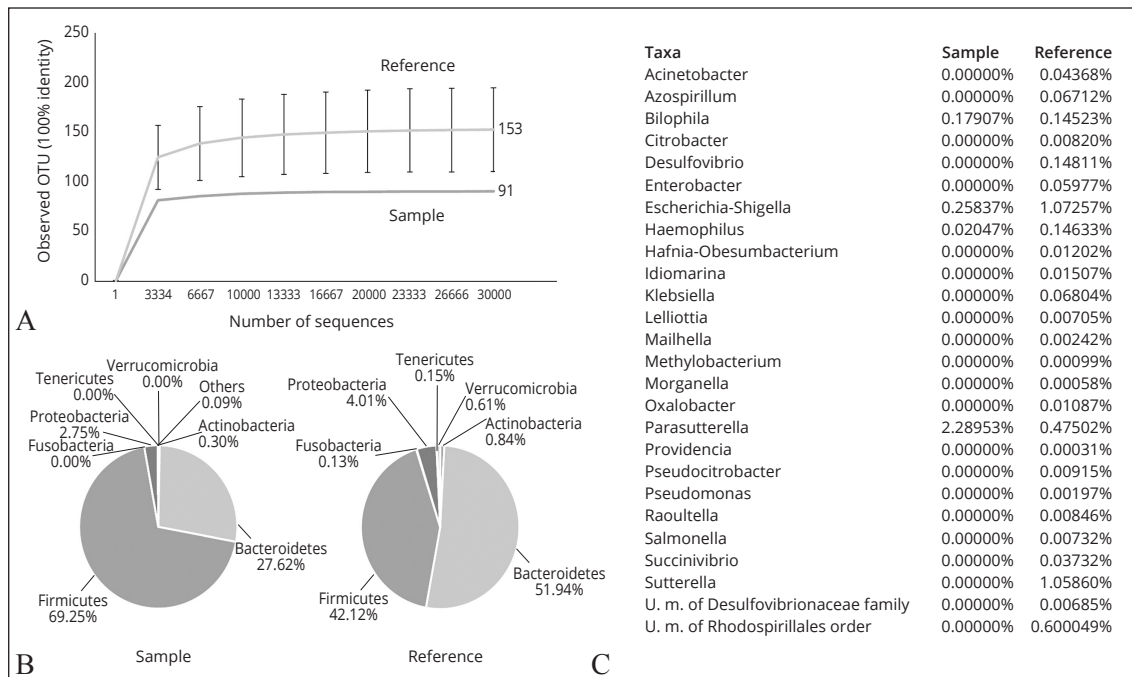 250
200
150
100
50
0
Observed OTU (100% identity)
Reference
153
91
Sample
1 3334 6667 10000 13333 16667 20000 23333 26666 30000
Number of sequences
A
Verrucomicrobia
0.00%
Tenericutes
0.00%
Others
0.09%
Proteobacteria
2.75%
Actinobacteria
0.30%
Fusobacteria
0.00%
Bacteroidetes
27.62%
Firmicutes
69.25%
Sample
B
Tenericutes
0.15%
Proteobacteria
4.01%
Verrucomicrobia
0.61%
Actinobacteria
0.84%
Fusobacteria
0.13%
Bacteroidetes
51.94%
Firmicutes
42.12%
Reference
C
Taxa Sample Reference
Acinetobacter 0.00000% 0.04368%
Azospirillum 0.00000% 0.06712%
Bilophila 0.17907% 0.14523%
Citrobacter 0.00000% 0.00820%
Desulfovibrio 0.00000% 0.14811%
Enterobacter 0.00000% 0.05977%
Escherichia-Shigella 0.25837% 1.07257%
Haemophilus 0.02047% 0.14633%
Hafnia-Obesumbacterium 0.00000% 0.01202%
Idiomarina 0.00000% 0.01507%
Klebsiella 0.00000% 0.06804%
Lelliottia 0.00000% 0.00705%
Mailhella 0.00000% 0.00242%
Methylobacterium 0.00000% 0.00099%
Morganella 0.00000% 0.00058%
Oxalobacter 0.00000% 0.01087%
Parasutterella 2.28953% 0.47502%
Providencia 0.00000% 0.00031%
Pseudocitrobacter 0.00000% 0.00915%
Pseudomonas 0.00000% 0.00197%
Raoultella 0.00000% 0.00846%
Salmonella 0.00000% 0.00732%
Succinivibrio 0.00000% 0.03732%
Sutterella 0.00000% 1.05860%
U. m. of Desulfovibrionaceae family 0.00000% 0.00685%
U. m. of Rhodospirillales order 0.00000% 0.600049%